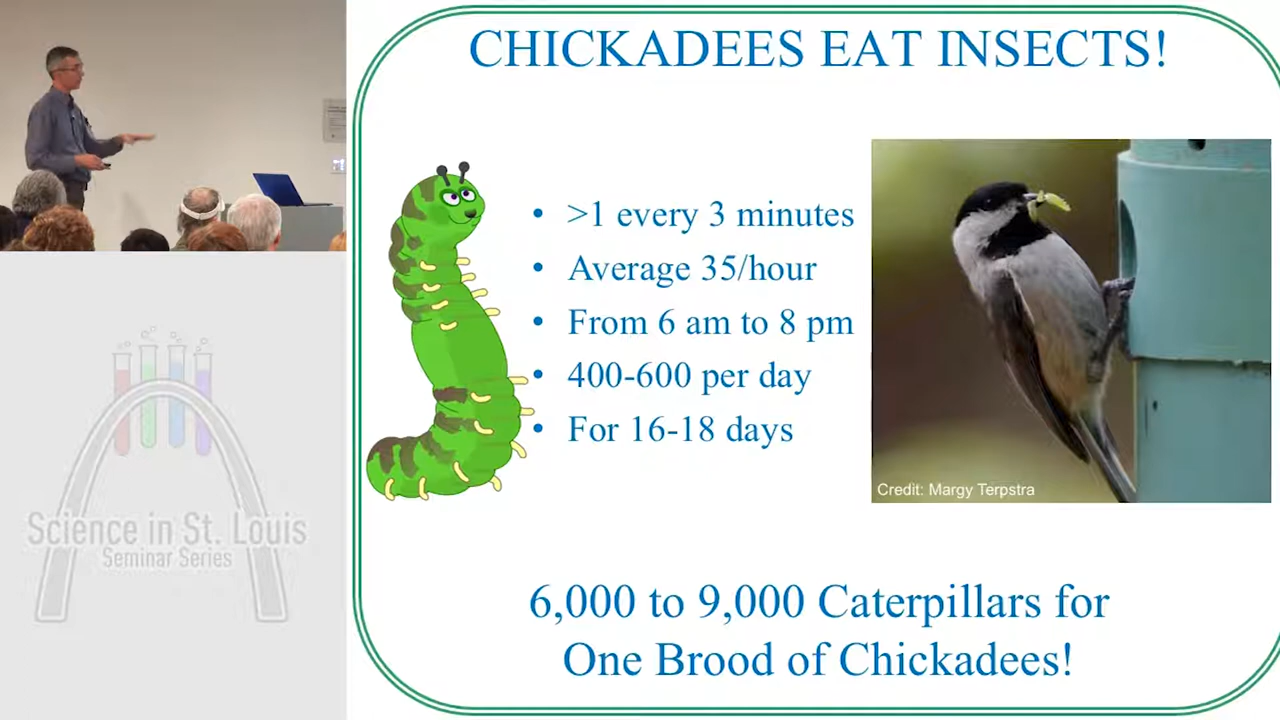 CHICKADEES EAT INSECTS!
• >1 every 3 minutes
• Average 35/hour
• From 6 am to 8 pm
• 400-600 per day
• For 16-18 days
Credit: Margy Terpstra
6,000 to 9,000 Caterpillars for
One Brood of Chickadees!
Science in St. Louis
Seminar Series